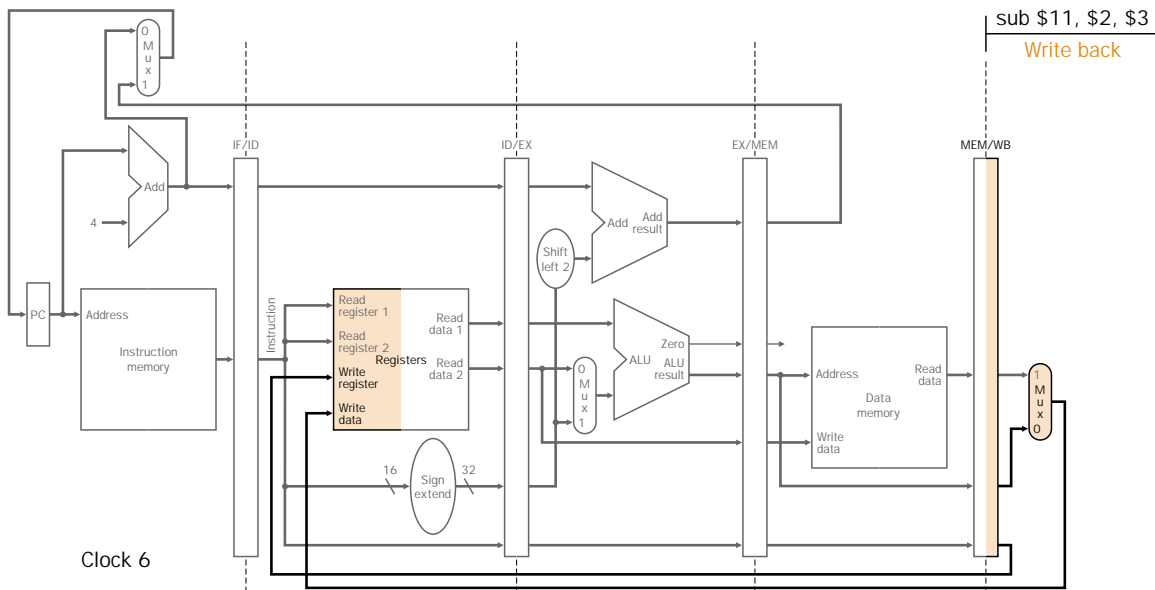 sub $11, $2, $3
Write back
0
M
u
x
1
IF/ID
ID/EX
EX/MEM
MEM/WB
Add
4
Add
Add
result
Shift
left 2
PC
Address
Instruction
memory
Instruction
Read
register 1
Read
register 2
Registers
Write
register
Write
data
Read
data 1
Read
data 2
0
M
u
x
1
Zero
ALU
ALU
result
Address
Read
data
Data
memory
Write
data
1
M
u
x
0
16
Sign
extend
32
Clock 6